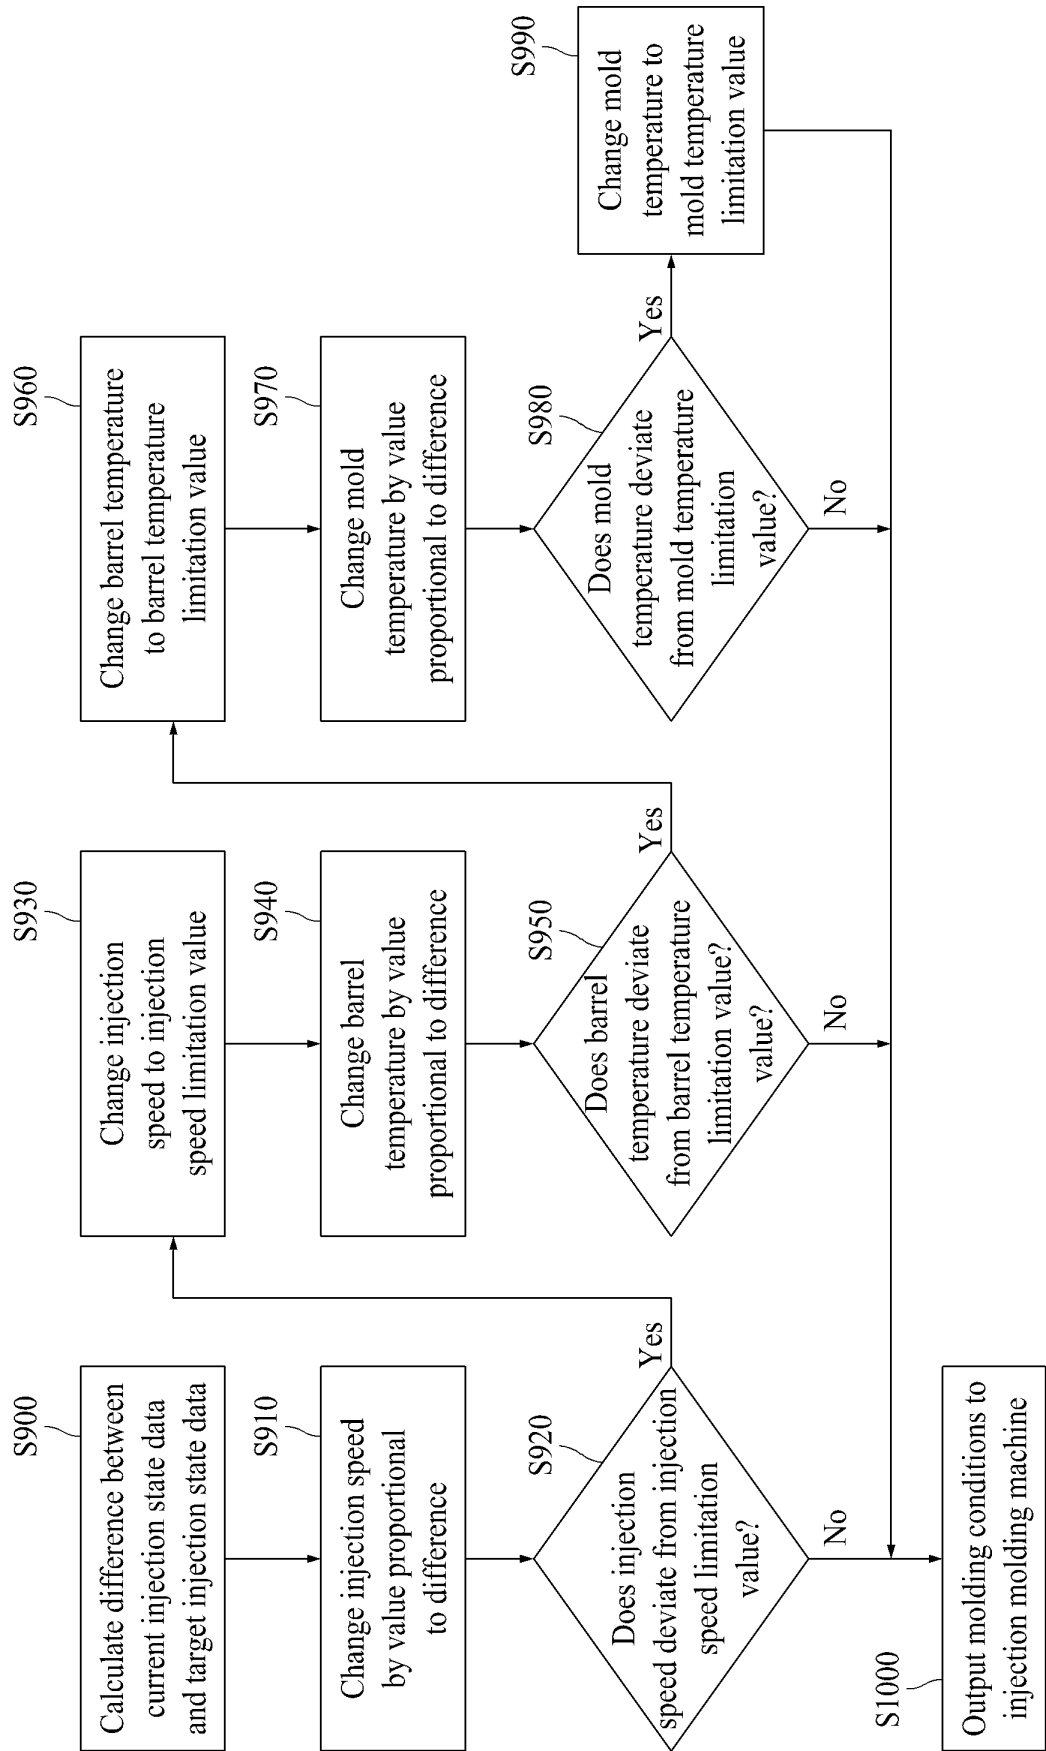 S900
Calculate difference between
current injection state data
and target injection state data
S910
Change injection speed
by value proportional
to difference
S920
Does injection
speed deviate from injection
speed limitation
value?
Yes
No
S930
Change injection
speed to injection
speed limitation value
S940
Change barrel
temperature by value
proportional to difference
S950
Does barrel
temperature deviate
from barrel temperature
limitation value?
value?
Yes
No
S960
Change barrel temperature
to barrel temperature
limitation value
S970
Change mold
temperature by value
proportional to difference
S980
Does mold
temperature deviate
from mold temperature
limitation
value?
Yes
No
S990
Change mold
temperature to
mold temperature
limitation value
S1000
Output molding conditions to
injection molding machine